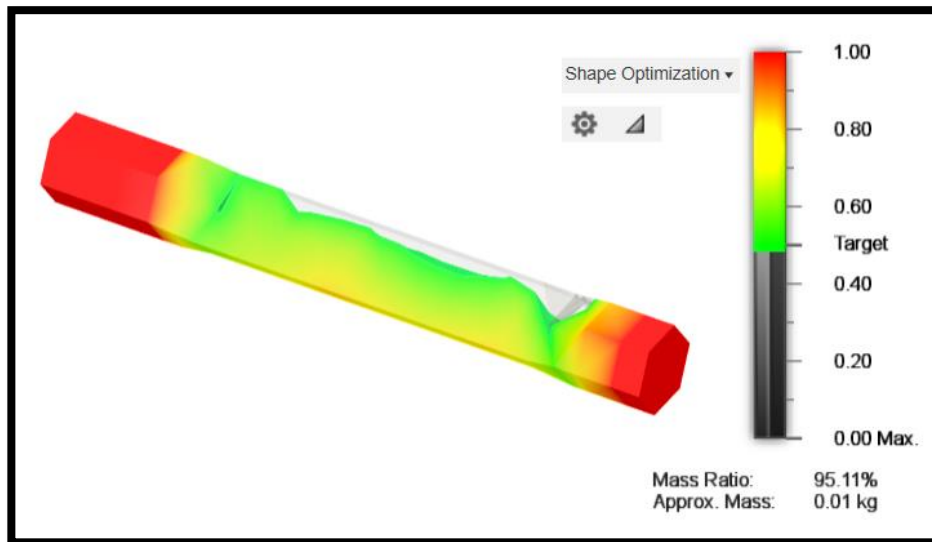 Shape Optimization ▾
1.00
0.80
0.60
Target
0.40
0.20
0.00 Max.
Mass Ratio: 95.11%
Approx. Mass: 0.01 kg